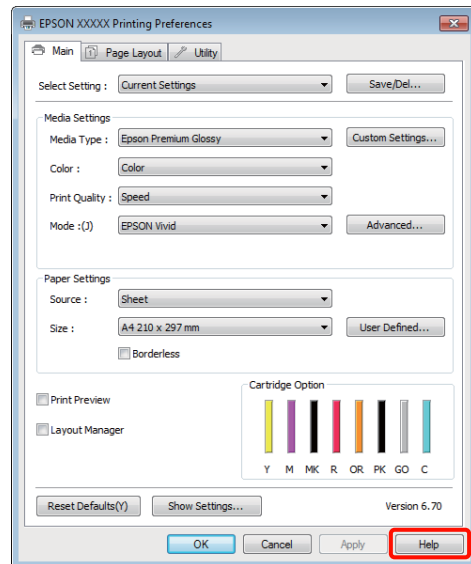 EPSON XXXXX Printing Preferences
Main Page Layout Utility
Select Setting : Current Settings Save/Del...
Media Settings
Media Type : Epson Premium Glossy Custom Settings...
Color : Color
Print Quality : Speed
Mode :(J) EPSON Vivid Advanced...
Paper Settings
Source : Sheet
Size : A4 210 x 297 mm User Defined...
Borderless
Print Preview
Layout Manager
Cartridge Option
Y M MK R OR PK GO C
Reset Defaults(Y) Show Settings... Version 6.70
OK Cancel Apply Help